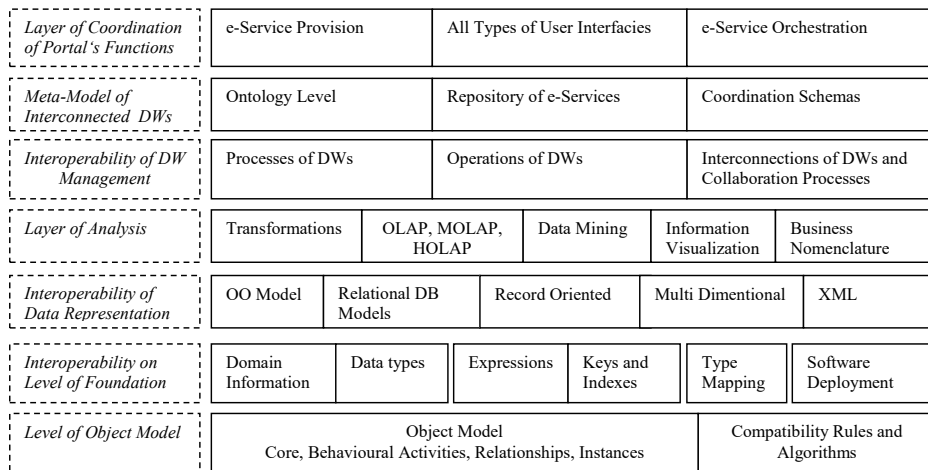 Layer of Coordination
of Portal‘s Functions
e-Service Provision
All Types of User Interfacies
e-Service Orchestration
Meta-Model of
Interconnected DWs
Ontology Level
Repository of e-Services
Coordination Schemas
Interoperability of DW
Management
Processes of DWs
Operations of DWs
Interconnections of DWs and
Collaboration Processes
Layer of Analysis
Transformations
OLAP, MOLAP,
HOLAP
Data Mining
Information
Visualization
Business
Nomenclature
Interoperability of
Data Representation
OO Model
Relational DB
Models
Record Oriented
Multi Dimentional
XML
Interoperability on
Level of Foundation
Domain
Information
Data types
Expressions
Keys and
Indexes
Type
Mapping
Software
Deployment
Level of Object Model
Object Model
Core, Behavioural Activities, Relationships, Instances
Compatibility Rules and
Algorithms